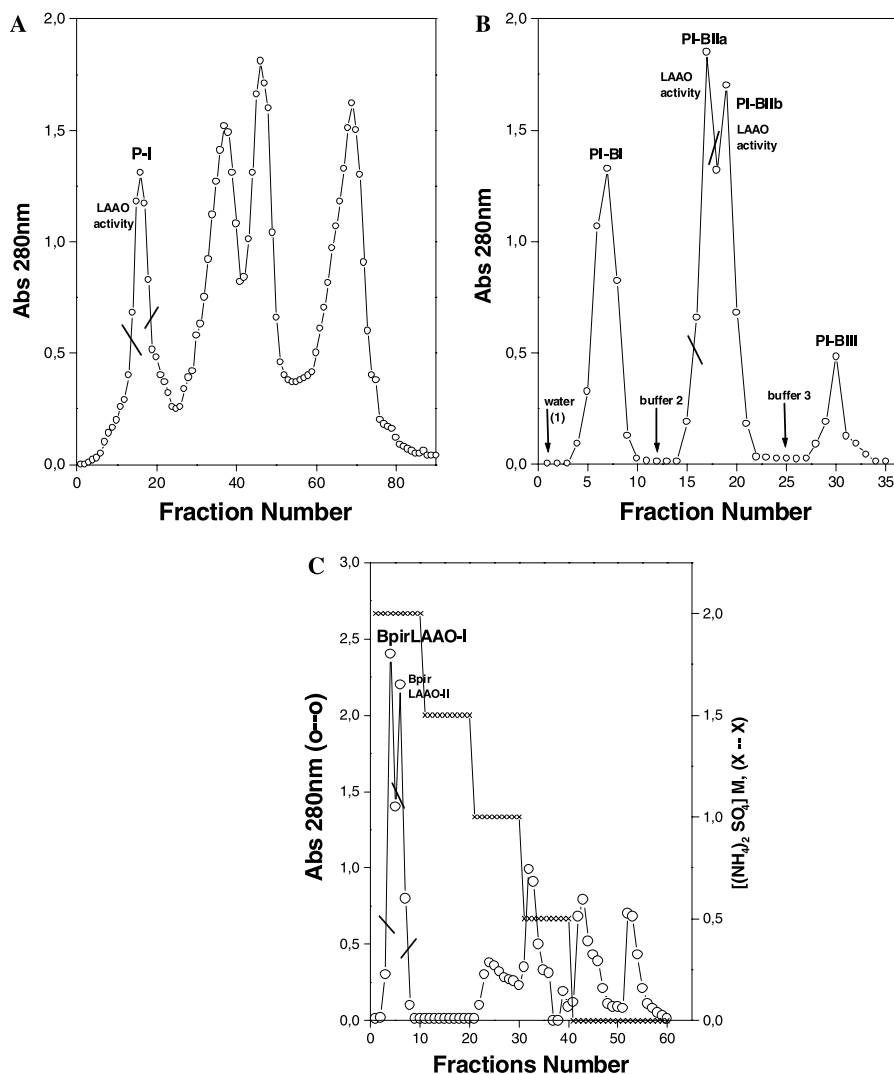 A
2,0
1,5
1,0
0,5
0,0
Abs 280nm
P-I
LAAO
activity
0
20
40
60
80
Fraction Number
B
2,0
1,5
1,0
0,5
0,0
Abs 280nm
PI-BI
PI-BIIa
LAAO
activity
PI-BIIb
LAAO
activity
PI-BIII
water
(1)
buffer 2
buffer 3
0
5
10
15
20
25
30
35
Fraction Number
C
3,0
2,5
2,0
1,5
1,0
0,5
0,0
Abs 280nm (o--o)
BpirLAAO-I
Bpir
LAAO-II
2,0
1,5
1,0
0,5
0,0
[(NH4)2 SO4] M, (X -- X)
0
10
20
30
40
50
60
Fractions Number